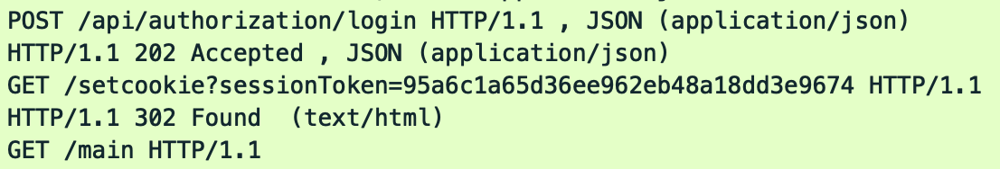 POST /api/authorization/login HTTP/1.1 , JSON (application/json)
HTTP/1.1 202 Accepted , JSON (application/json)
GET /setcookie?sessionToken=95a6c1a65d36ee962eb48a18dd3e9674 HTTP/1.1
HTTP/1.1 302 Found  (text/html)
GET /main HTTP/1.1